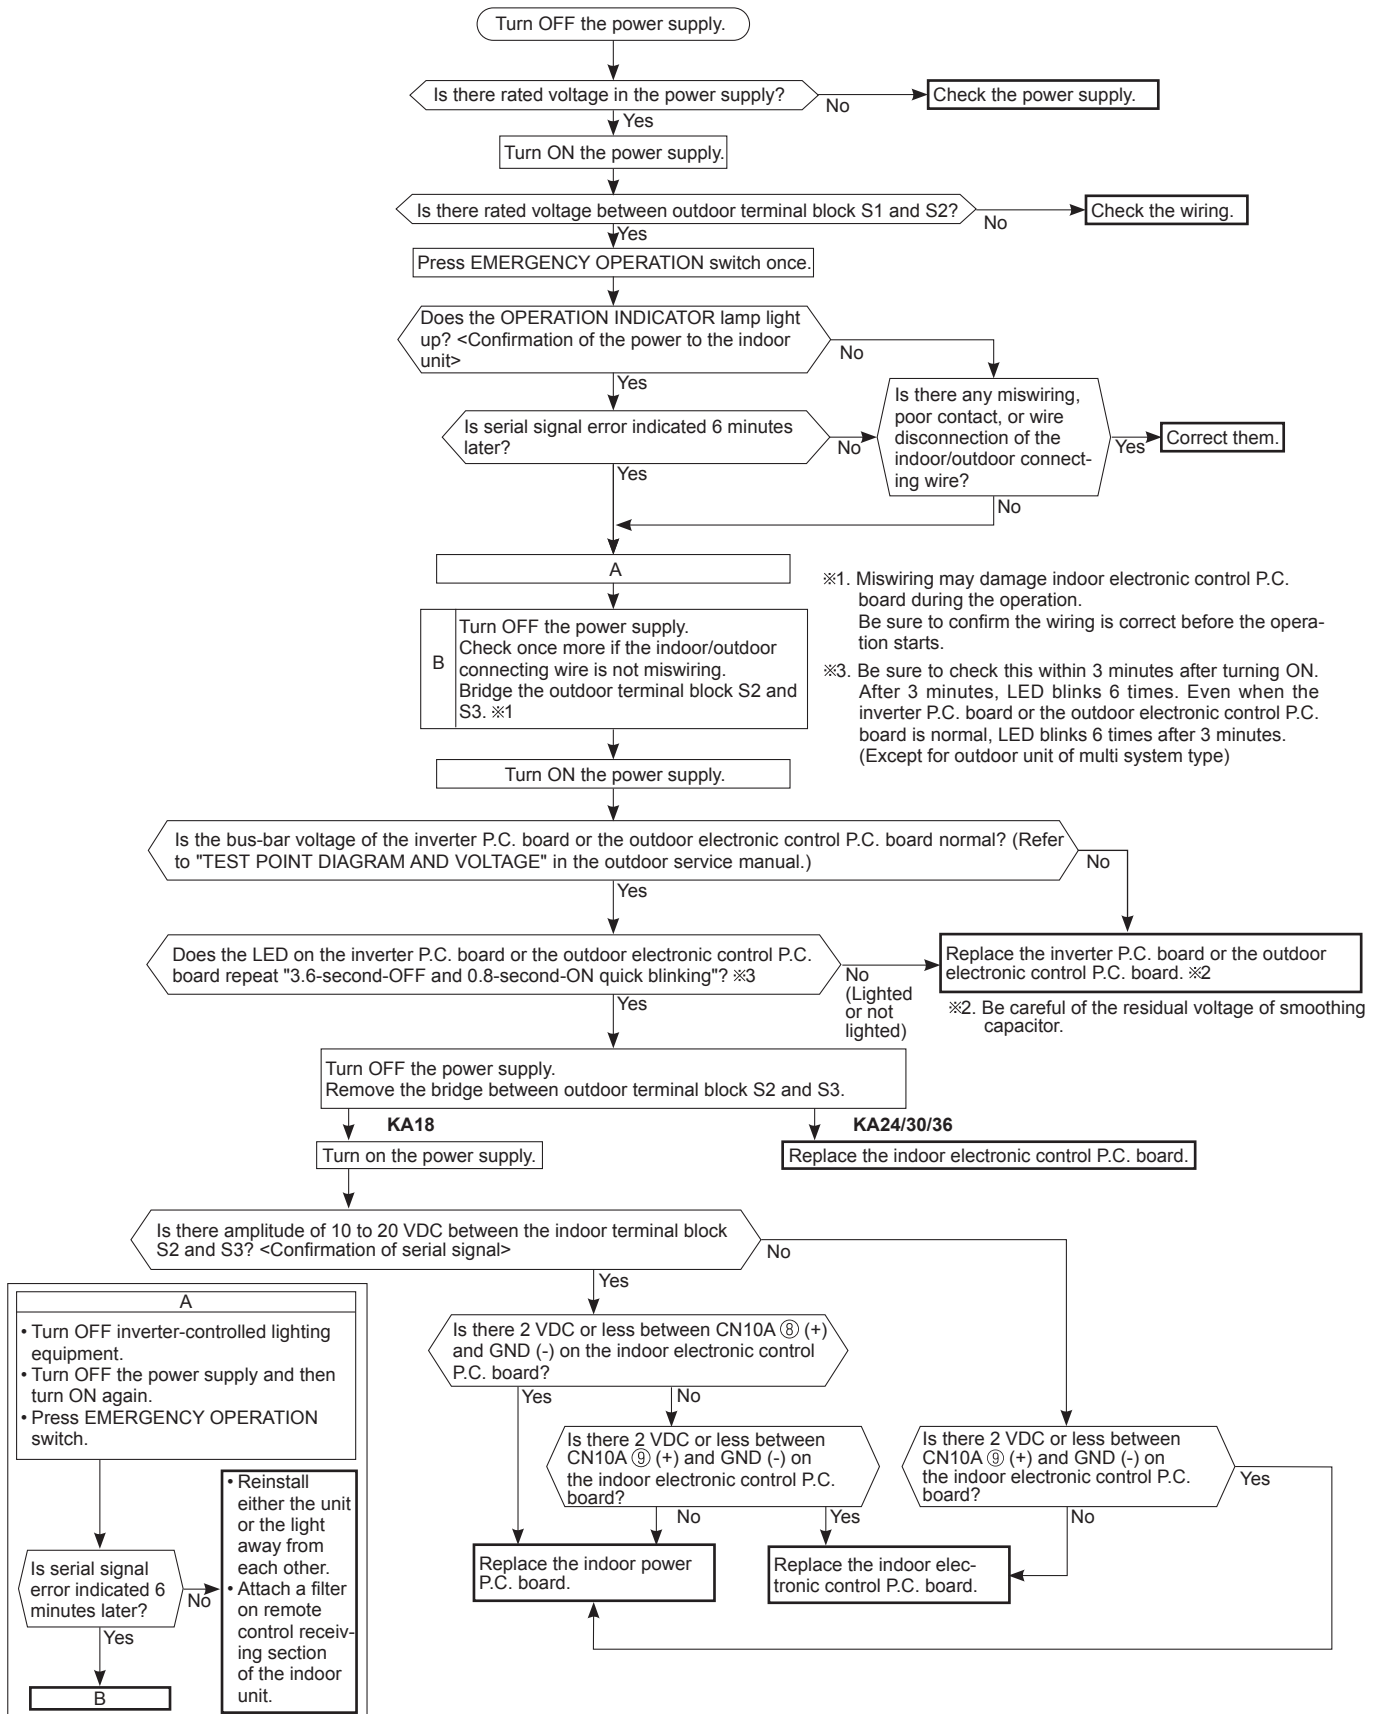 Turn OFF the power supply.
Is there rated voltage in the power supply?
No
Check the power supply.
Yes
Turn ON the power supply.
Is there rated voltage between outdoor terminal block S1 and S2?
No
Check the wiring.
Yes
Press EMERGENCY OPERATION switch once.
Does the OPERATION INDICATOR lamp light
up? <Confirmation of the power to the indoor
unit>
No
Yes
Is serial signal error indicated 6 minutes
later?
No
Is there any miswiring,
poor contact, or wire
disconnection of the
indoor/outdoor connect-
ing wire?
Yes
Correct them.
Yes
No
A
B
Turn OFF the power supply.
Check once more if the indoor/outdoor
connecting wire is not miswiring.
Bridge the outdoor terminal block S2 and
S3. ※1
※1. Miswiring may damage indoor electronic control P.C.
board during the operation.
Be sure to confirm the wiring is correct before the opera-
tion starts.
※3. Be sure to check this within 3 minutes after turning ON.
After 3 minutes, LED blinks 6 times. Even when the
inverter P.C. board or the outdoor electronic control P.C.
board is normal, LED blinks 6 times after 3 minutes.
(Except for outdoor unit of multi system type)
Turn ON the power supply.
Is the bus-bar voltage of the inverter P.C. board or the outdoor electronic control P.C. board normal? (Refer
to "TEST POINT DIAGRAM AND VOLTAGE" in the outdoor service manual.)
No
Yes
Does the LED on the inverter P.C. board or the outdoor electronic control P.C.
board repeat "3.6-second-OFF and 0.8-second-ON quick blinking"? ※3
No
(Lighted
or not
lighted)
Replace the inverter P.C. board or the outdoor
electronic control P.C. board. ※2
※2. Be careful of the residual voltage of smoothing
capacitor.
Yes
Turn OFF the power supply.
Remove the bridge between outdoor terminal block S2 and S3.
KA18
KA24/30/36
Turn on the power supply.
Replace the indoor electronic control P.C. board.
Is there amplitude of 10 to 20 VDC between the indoor terminal block
S2 and S3? <Confirmation of serial signal>
No
Yes
Is there 2 VDC or less between CN10A ⑧ (+)
and GND (-) on the indoor electronic control
P.C. board?
Yes
No
Is there 2 VDC or less between
CN10A ⑨ (+) and GND (-) on
the indoor electronic control P.C.
board?
No
Yes
Is there 2 VDC or less between
CN10A ⑨ (+) and GND (-) on
the indoor electronic control P.C.
board?
Yes
No
Replace the indoor power
P.C. board.
Replace the indoor elec-
tronic control P.C. board.
A
• Turn OFF inverter-controlled lighting
equipment.
• Turn OFF the power supply and then
turn ON again.
• Press EMERGENCY OPERATION
switch.
Is serial signal
error indicated 6
minutes later?
No
Yes
B
• Reinstall
either the unit
or the light
away from
each other.
• Attach a filter
on remote
control receiv-
ing section
of the indoor
unit.